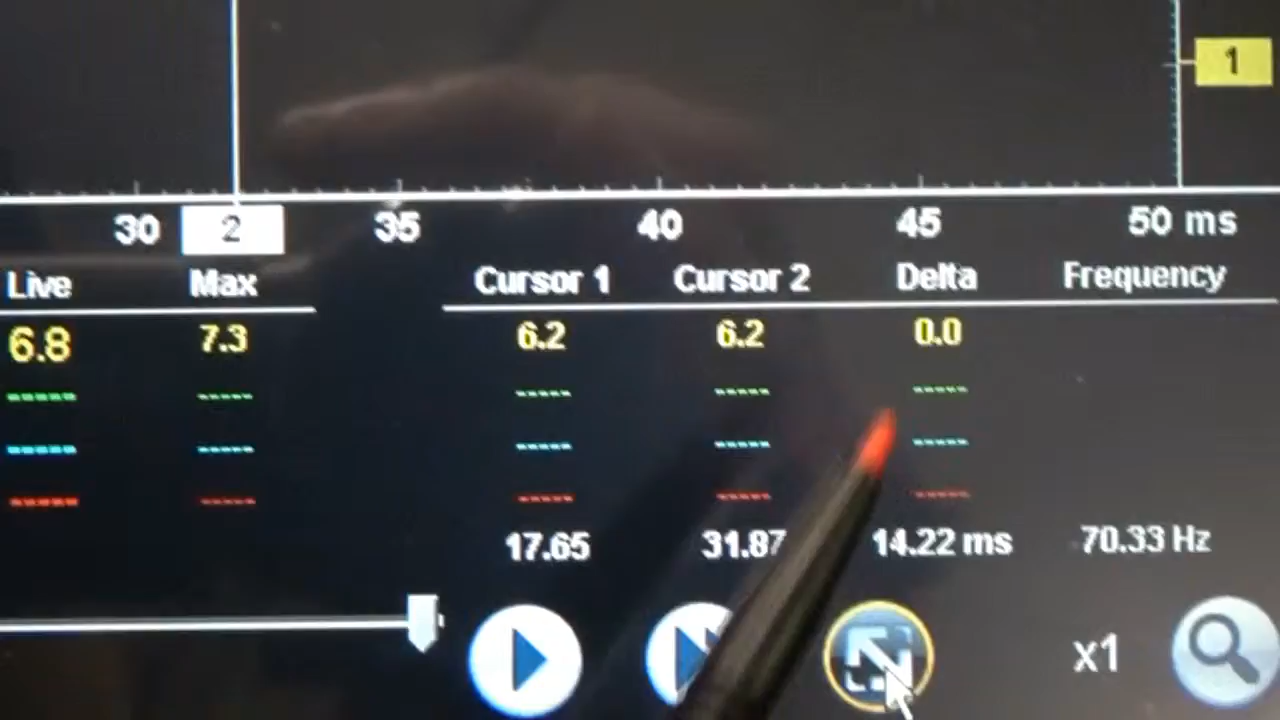 1
30 2 35 40 45 50 ms
Live Max Cursor 1 Cursor 2 Delta Frequency
6.8 7.3 6.2 6.2 0.0
----- ----- ----- ----- -----
----- ----- ----- ----- -----
----- ----- ----- ----- -----
17.65 31.87 14.22 ms 70.33 Hz
x1